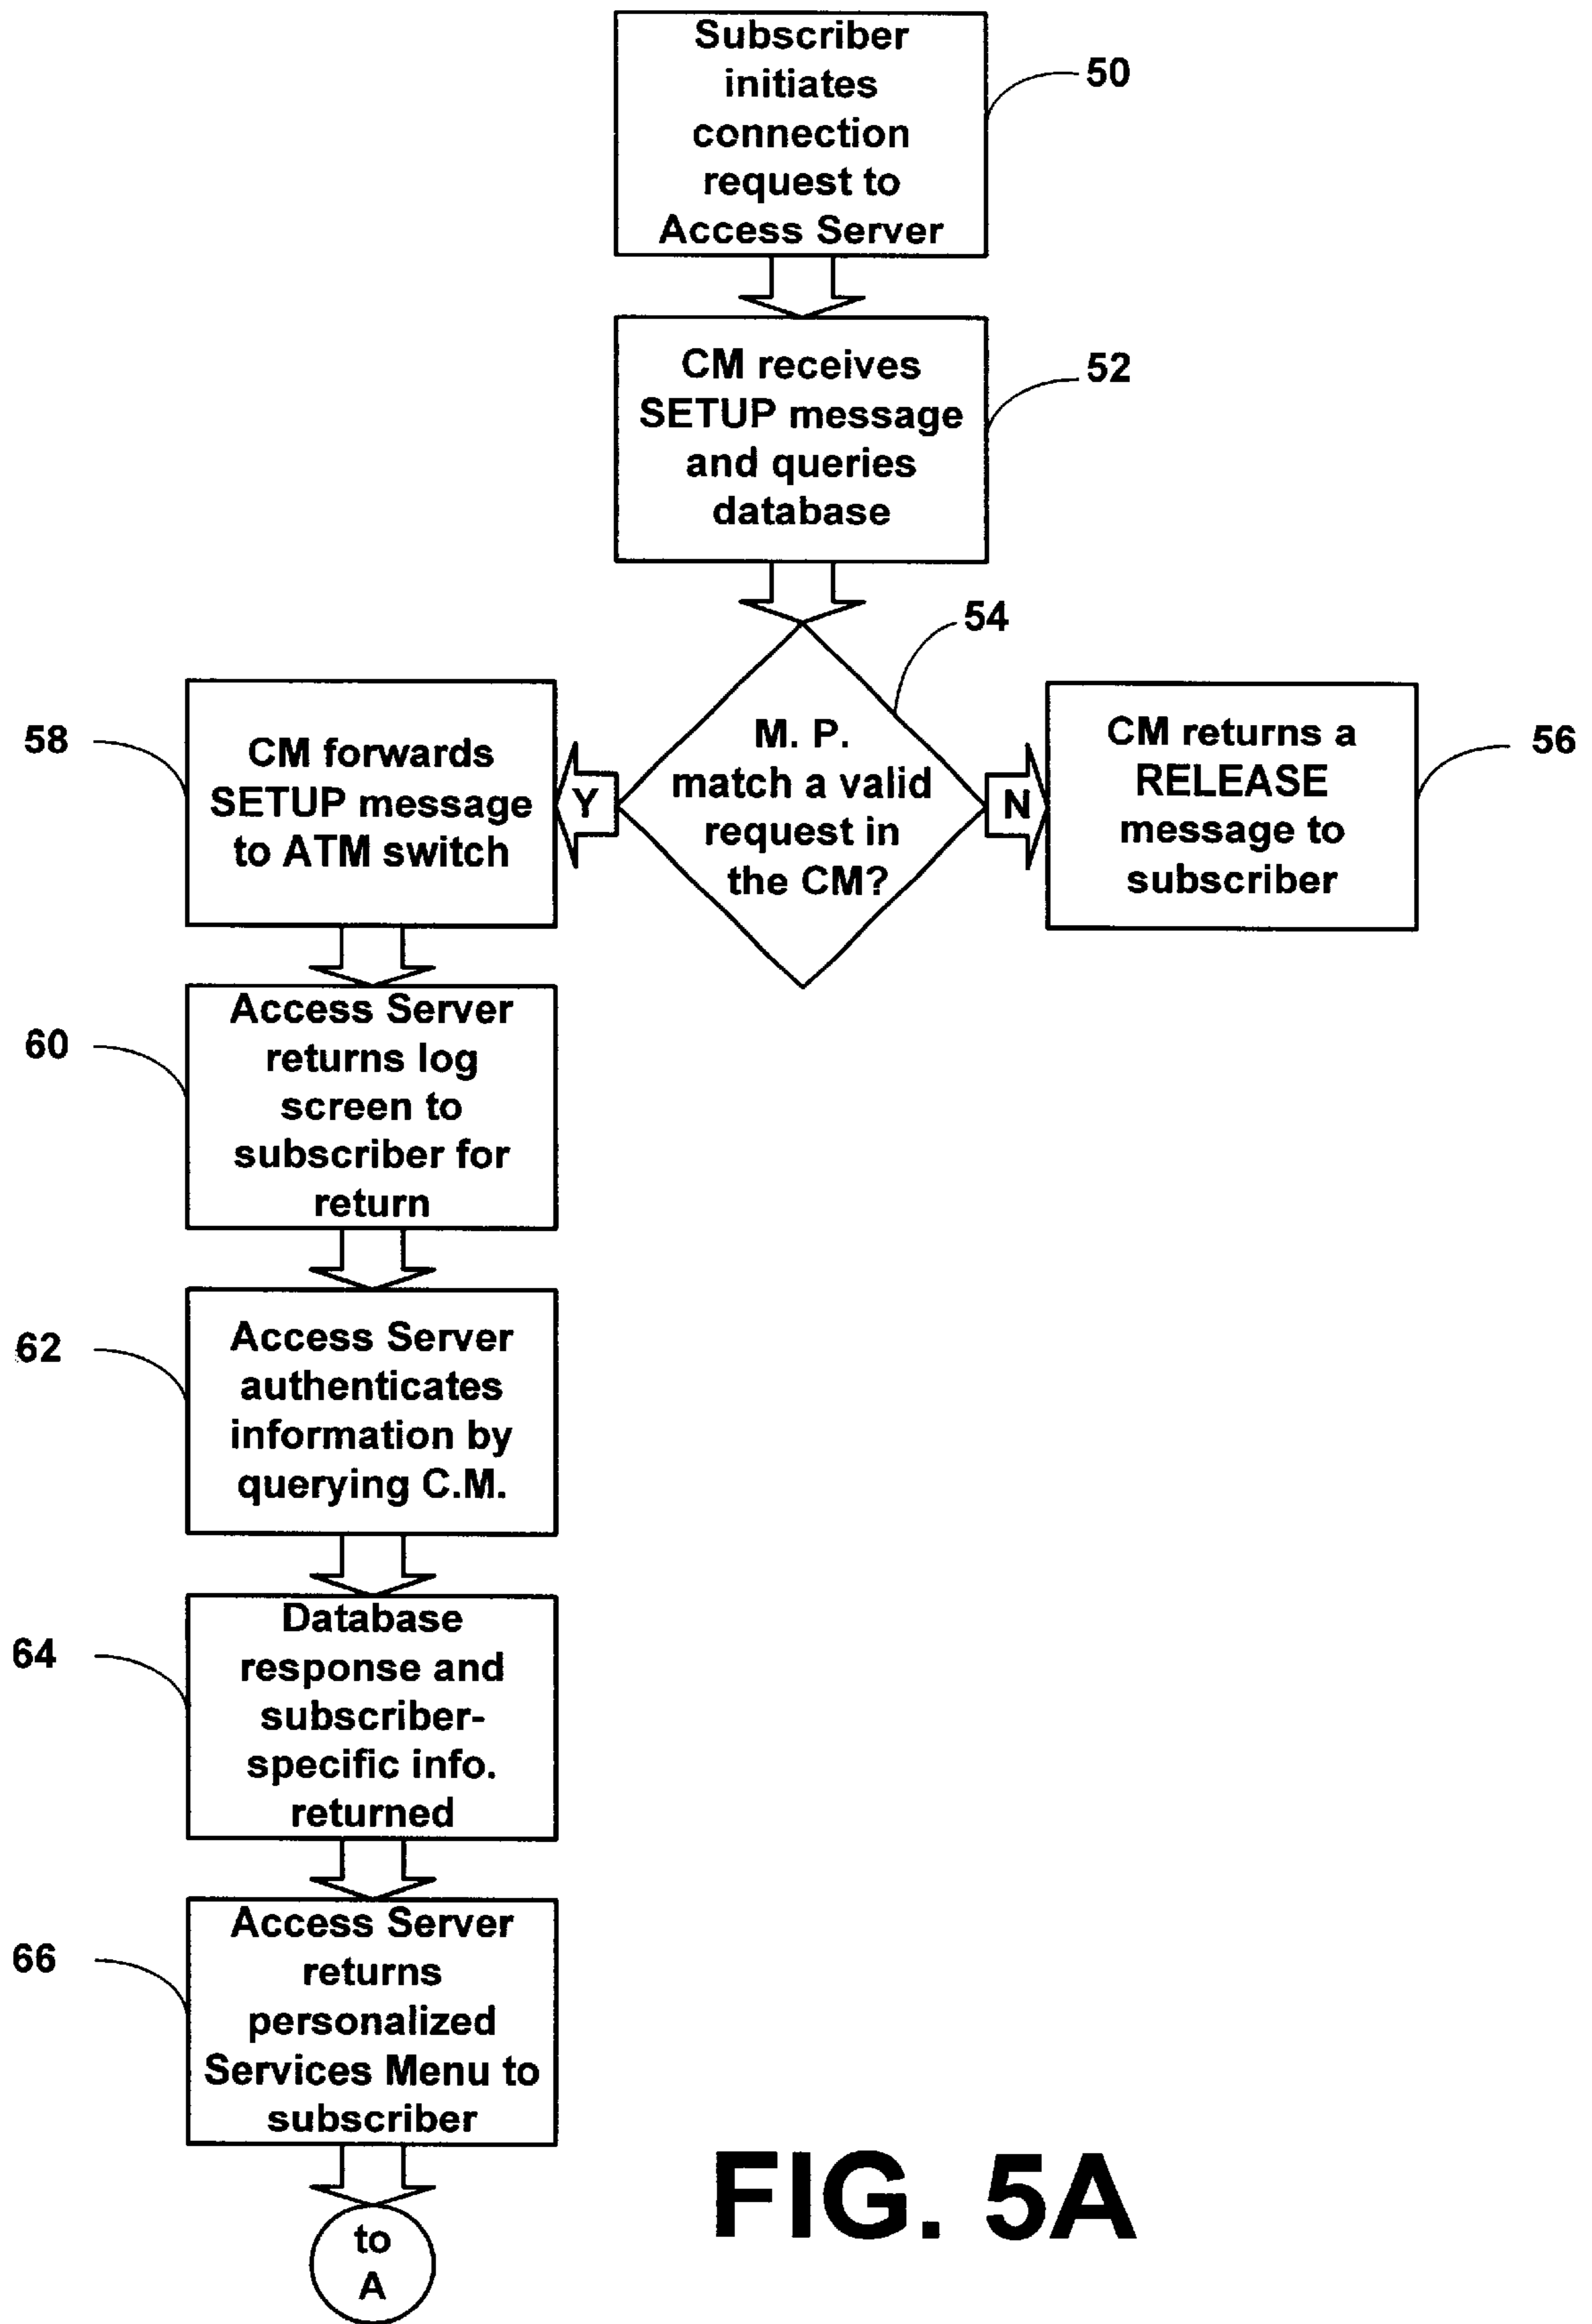 Subscriber
initiates
connection
request to
Access Server
50
CM receives
SETUP message
and queries
database
52
54
M. P.
match a valid
request in
the CM?
Y
N
58
CM forwards
SETUP message
to ATM switch
CM returns a
RELEASE
message to
subscriber
56
60
Access Server
returns log
screen to
subscriber for
return
62
Access Server
authenticates
information by
querying C.M.
64
Database
response and
subscriber-
specific info.
returned
66
Access Server
returns
personalized
Services Menu to
subscriber
to
A
FIG. 5A